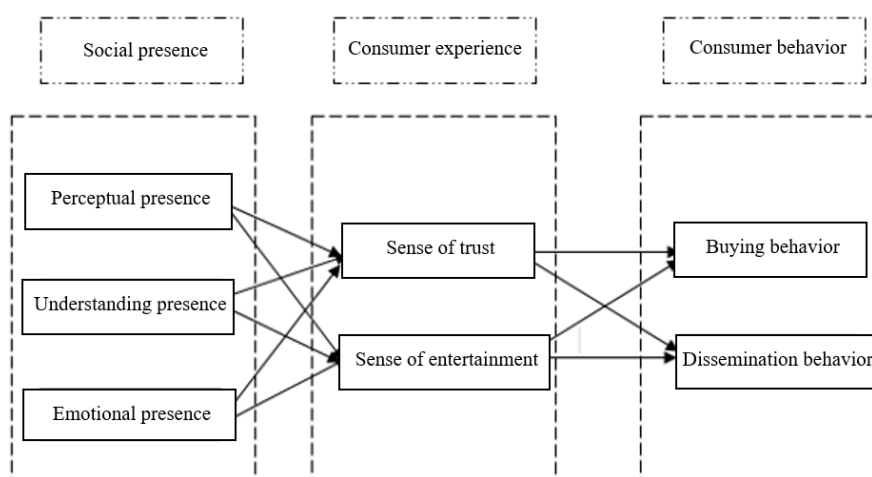 Social presence
Consumer experience
Consumer behavior
Perceptual presence
Understanding presence
Emotional presence
Sense of trust
Sense of entertainment
Buying behavior
Dissemination behavior